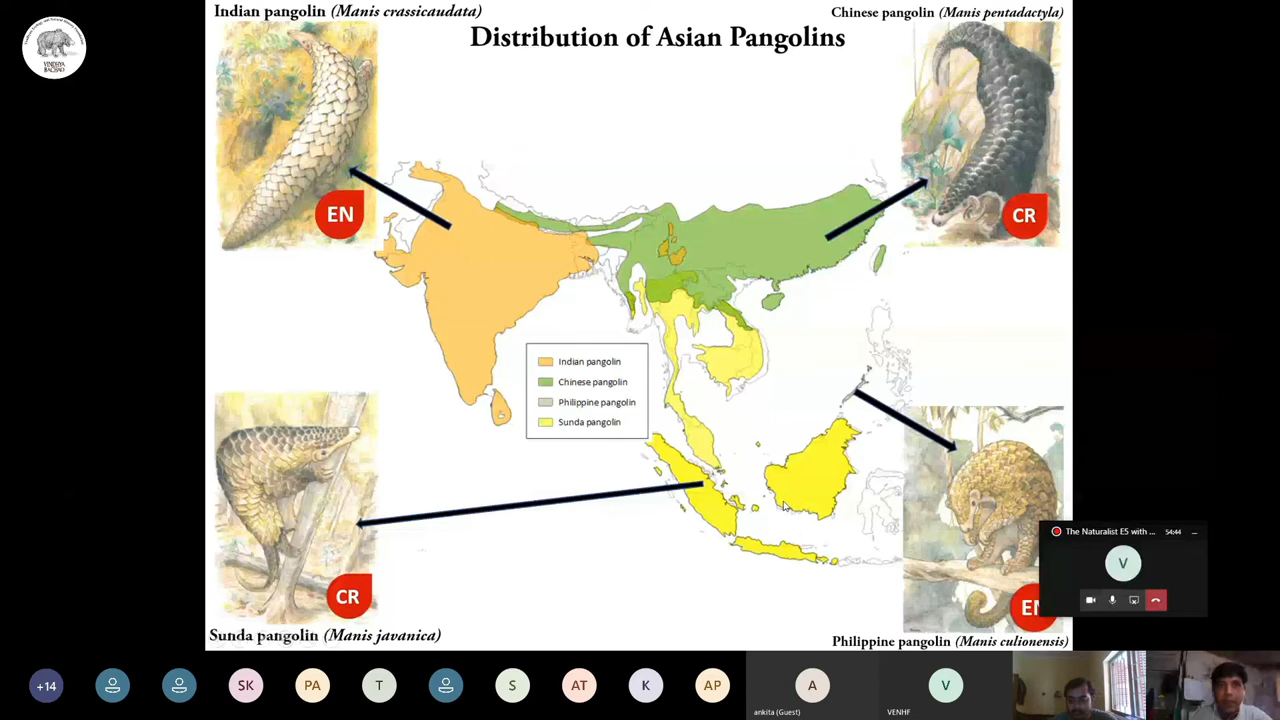 Indian pangolin (Manis crassicaudata)
Chinese pangolin (Manis pentadactyla)
Distribution of Asian Pangolins
VINDHYA
BACHAO
EN
CR
Indian pangolin
Chinese pangolin
Philippine pangolin
Sunda pangolin
The Naturalist E5 with ...
54:44
V
CR
Sunda pangolin (Manis javanica)
Philippine pangolin (Manis culionensis)
+14
SK
PA
T
S
AT
K
AP
A
V
ankita (Guest)
VENHF